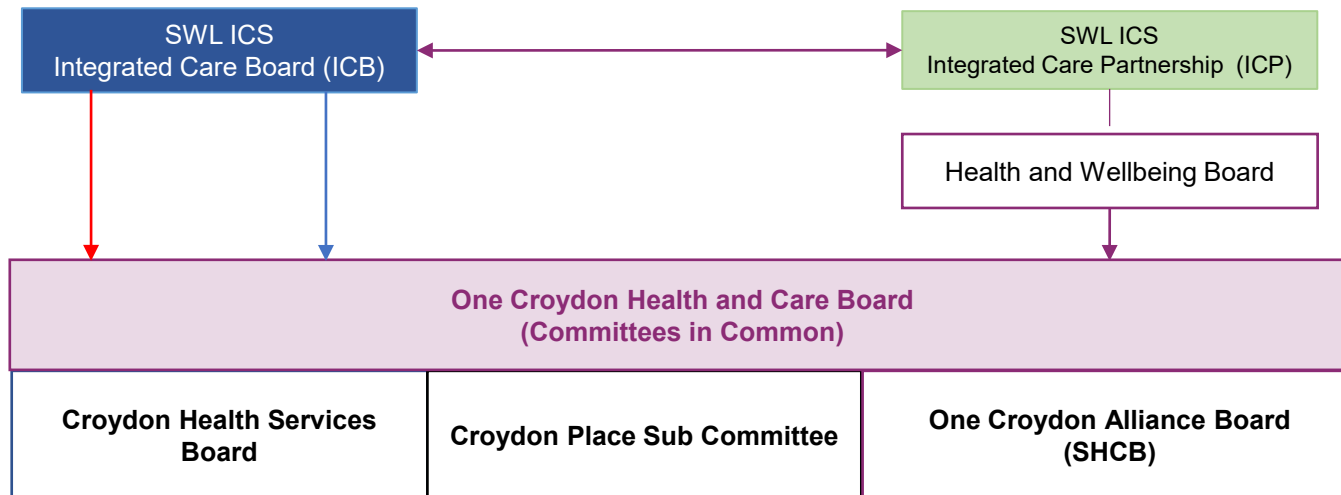 SWL ICS
Integrated Care Board (ICB)
SWL ICS
Integrated Care Partnership (ICP)
Health and Wellbeing Board
One Croydon Health and Care Board
(Committees in Common)
Croydon Health Services
Board
Croydon Place Sub Committee
One Croydon Alliance Board
(SHCB)